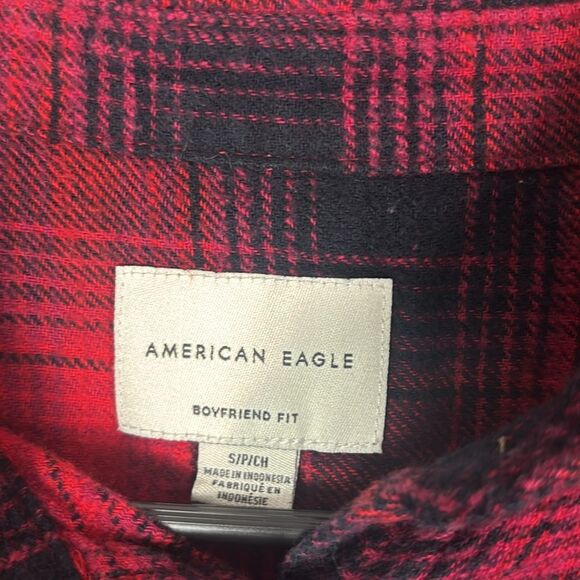 AMERICAN EAGLE
BOYFRIEND FIT
S/P/CH
MADE IN INDONESIA
FABRIQUÉ EN
INDONÉSIE